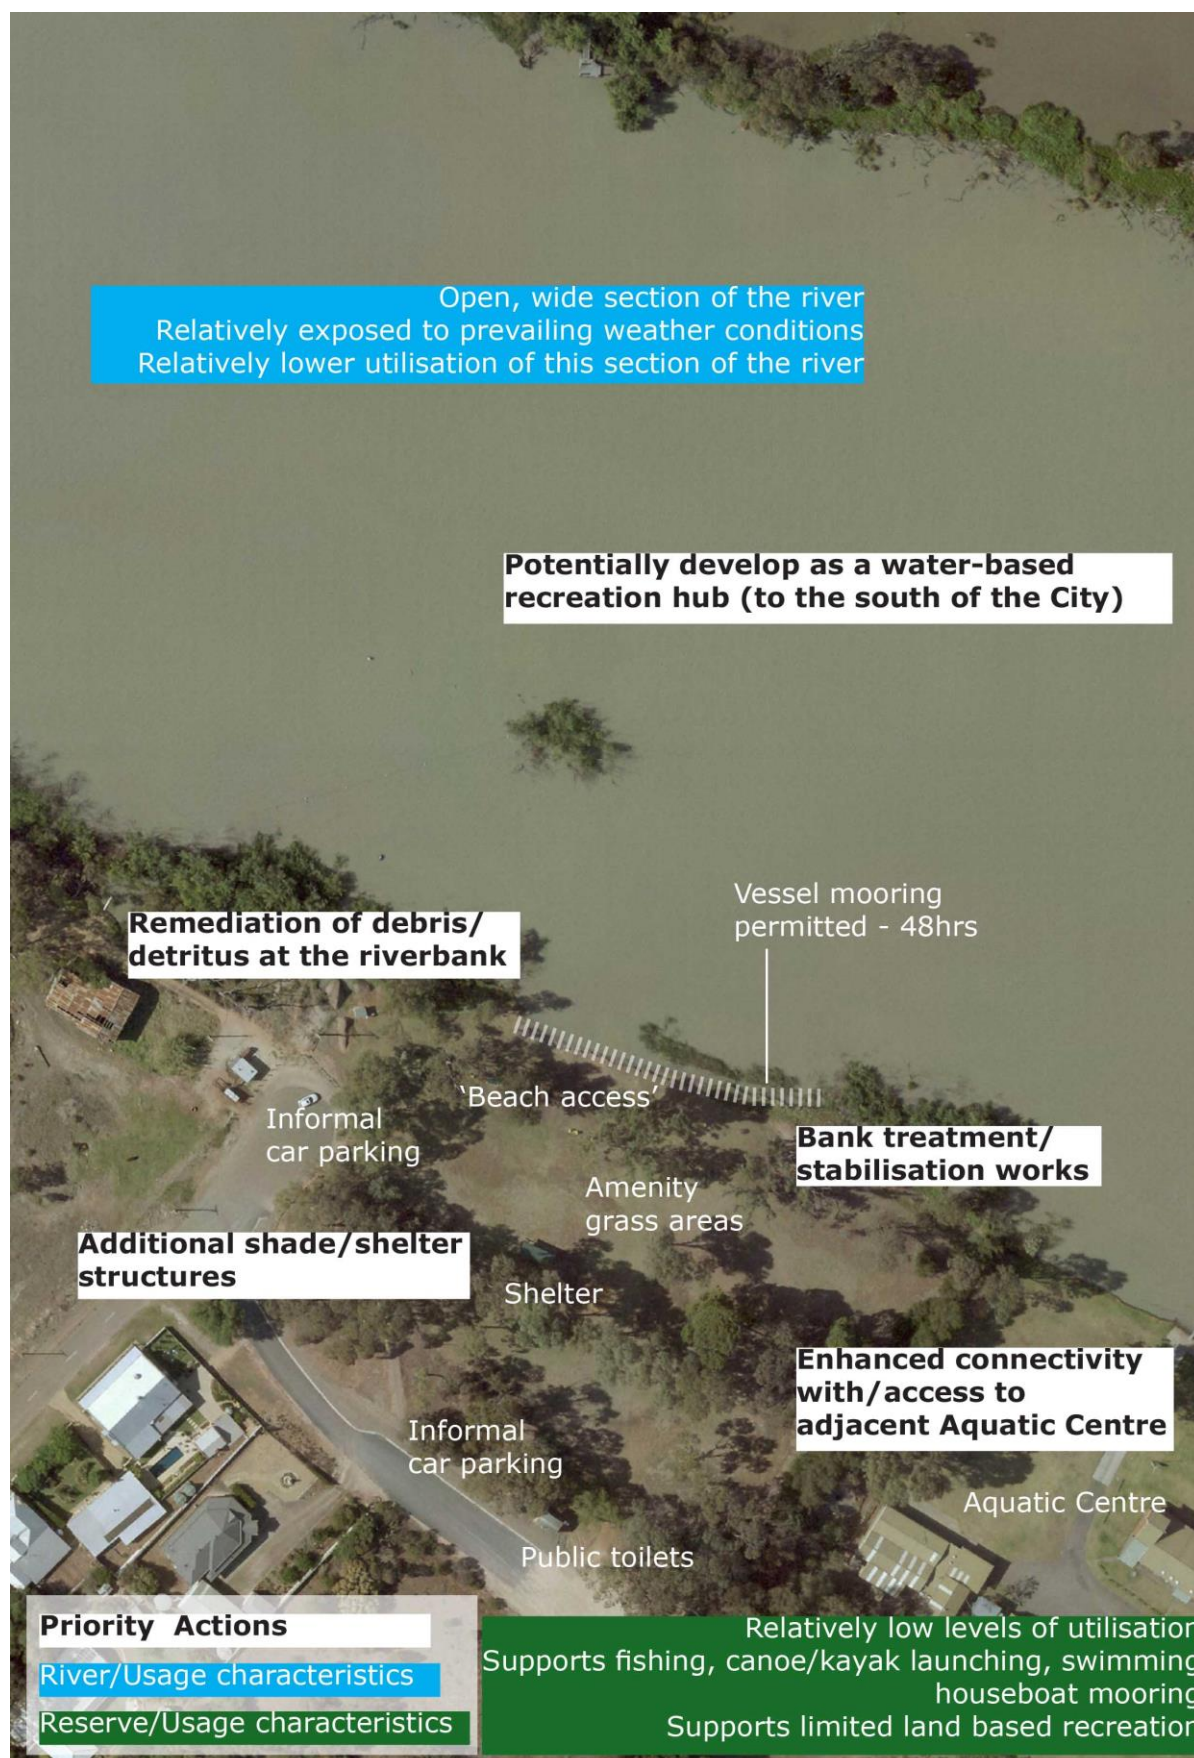 Open, wide section of the river
Relatively exposed to prevailing weather conditions
Relatively lower utilisation of this section of the river
Potentially develop as a water-based
recreation hub (to the south of the City)
Vessel mooring
permitted - 48hrs
Remediation of debris/
detritus at the riverbank
‘Beach access’
Informal
car parking
Bank treatment/
stabilisation works
Amenity
grass areas
Additional shade/shelter
structures
Shelter
Enhanced connectivity
with/access to
adjacent Aquatic Centre
Informal
car parking
Aquatic Centre
Public toilets
Priority Actions
River/Usage characteristics
Reserve/Usage characteristics
Relatively low levels of utilisation
Supports fishing, canoe/kayak launching, swimming
houseboat mooring
Supports limited land based recreation